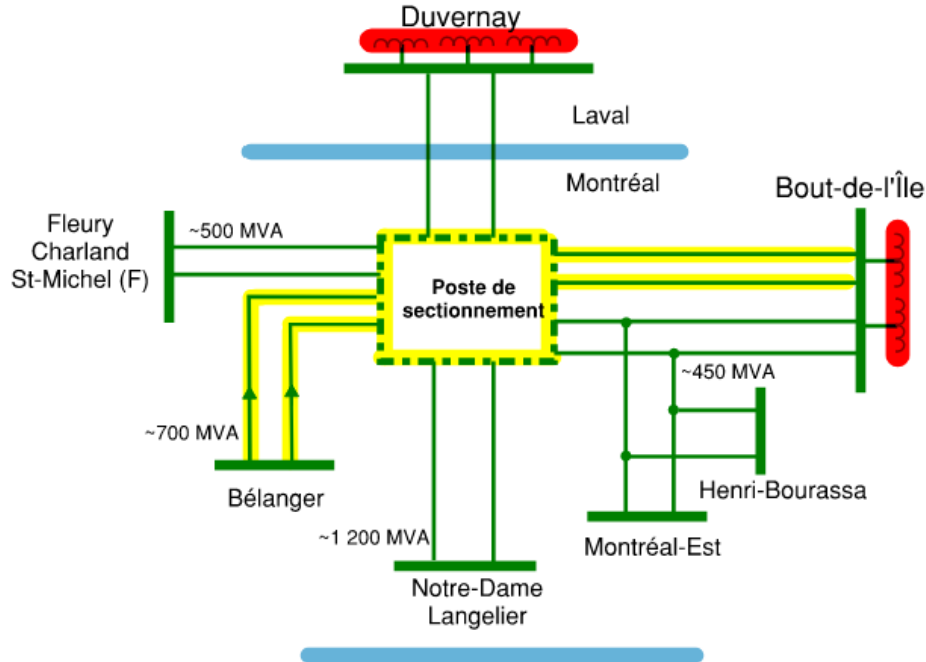 Duvernay
Laval
Montréal
Bout-de-l'Île
Fleury
Charland
St-Michel (F)
~500 MVA
Poste de
sectionnement
~450 MVA
~700 MVA
Henri-Bourassa
Bélanger
~1 200 MVA
Montréal-Est
Notre-Dame
Langelier